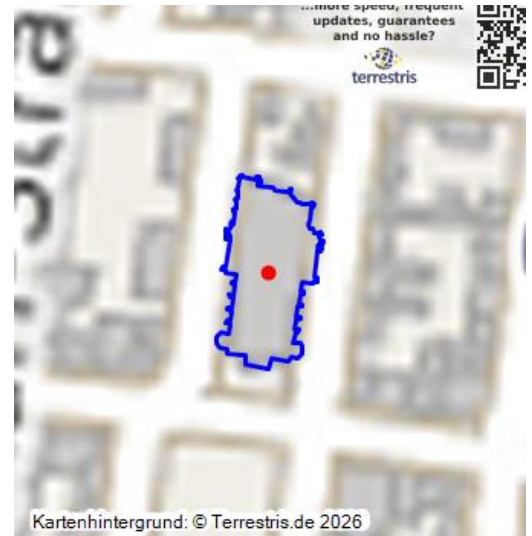 ...more speed, frequent
updates, guarantees
and no hassle?
terrestris
Kartenhintergrund: © Terrestris.de 2026